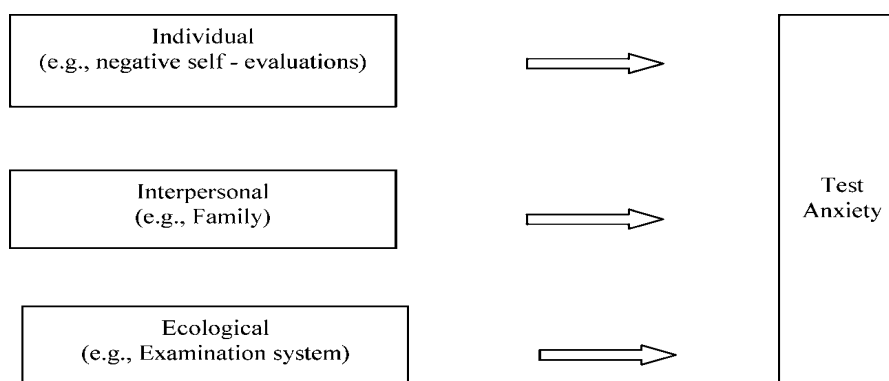 Individual
(e.g., negative self - evaluations)
Interpersonal
(e.g., Family)
Test
Anxiety
Ecological
(e.g., Examination system)